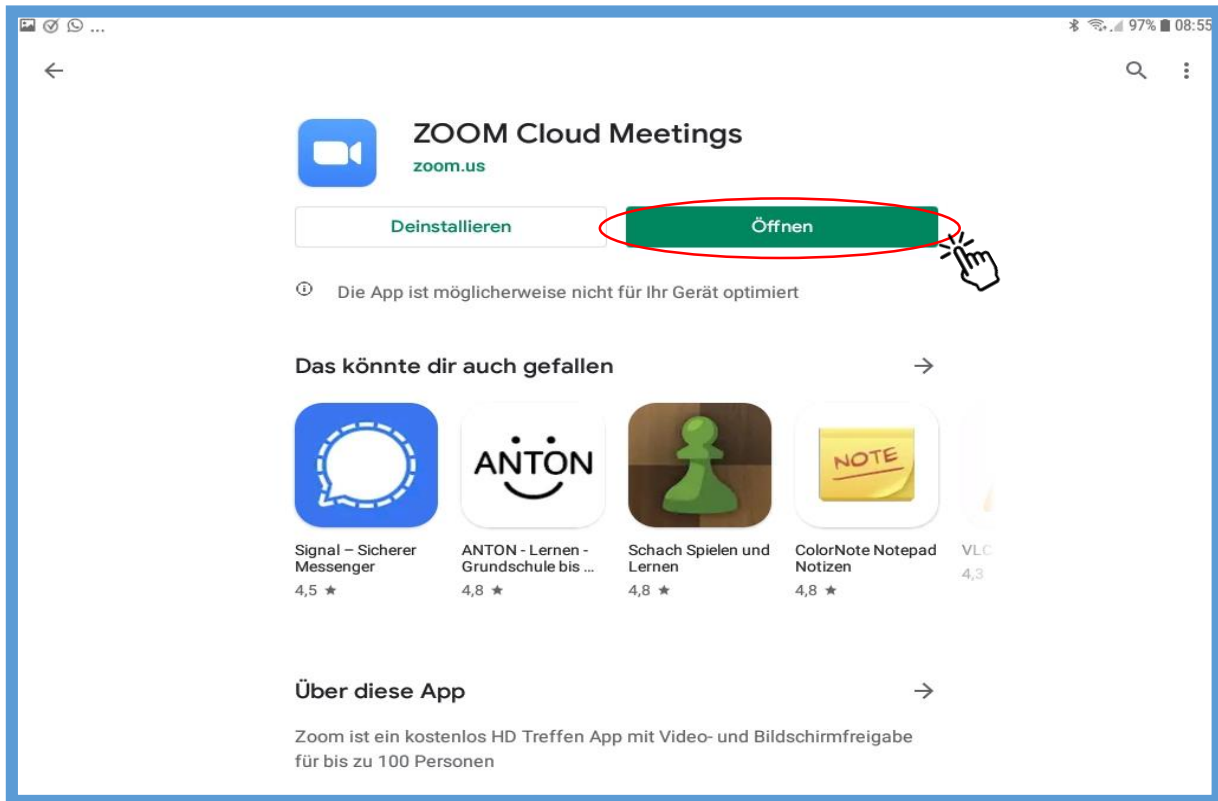 ... 97% 08:55
ZOOM Cloud Meetings
zoom.us
Deinstallieren Öffnen
Die App ist möglicherweise nicht für Ihr Gerät optimiert
Das könnte dir auch gefallen
ANTON NOTE
Signal – Sicherer ANTON - Lernen - Schach Spielen und ColorNote Notepad VLC
Messenger Grundschule bis ... Lernen Notizen
4,5 ★ 4,8 ★ 4,8 ★ 4,8 ★ 4,3
Über diese App
Zoom ist ein kostenlos HD Treffen App mit Video- und Bildschirmfreigabe
für bis zu 100 Personen